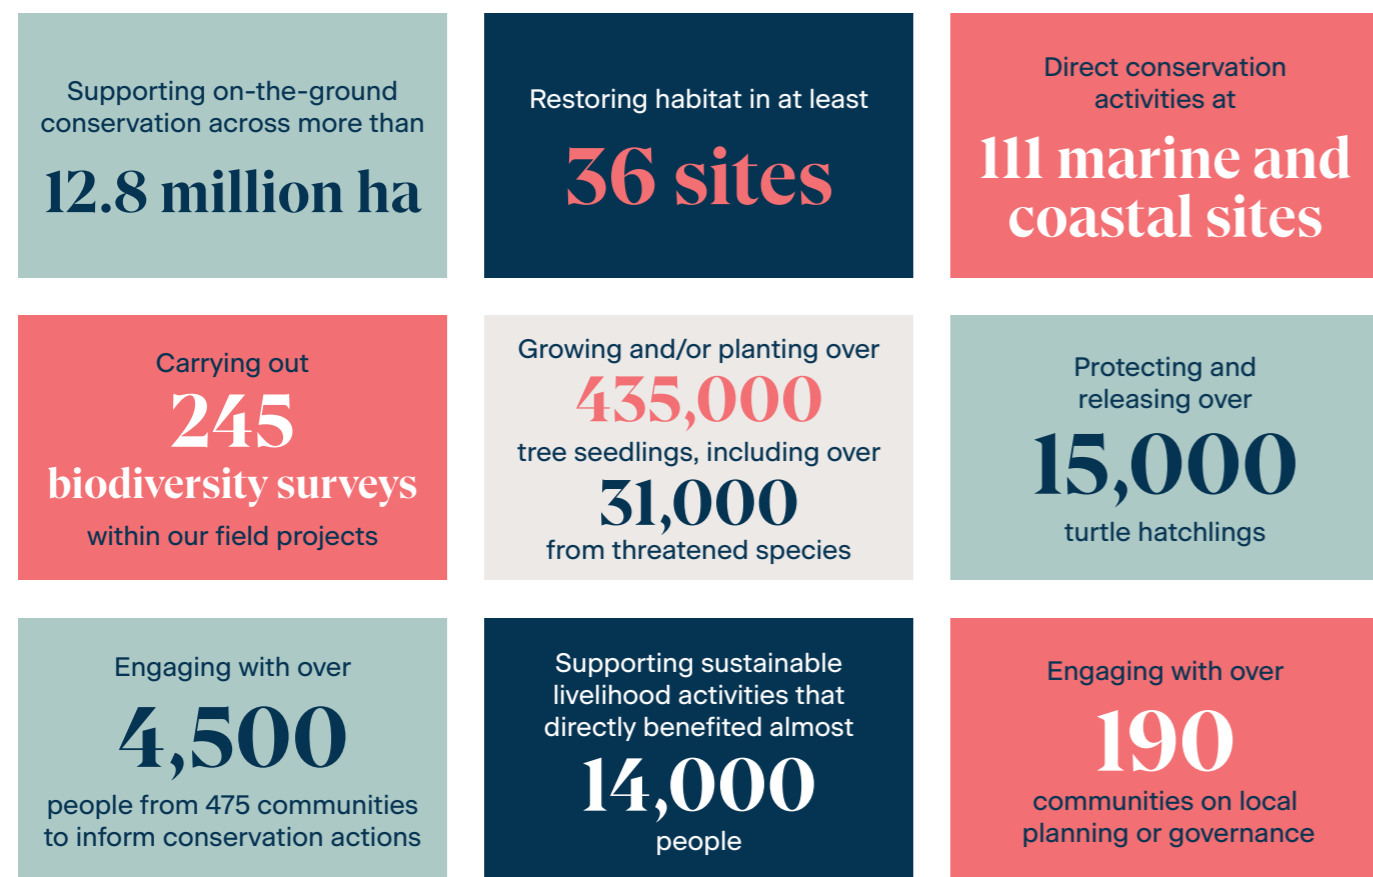 Supporting on-the-ground
conservation across more than
12.8 million ha
Restoring habitat in at least
36 sites
Direct conservation
activities at
111 marine and
coastal sites
Carrying out
245
biodiversity surveys
within our field projects
Growing and/or planting over
435,000
tree seedlings, including over
31,000
from threatened species
Protecting and
releasing over
15,000
turtle hatchlings
Engaging with over
4,500
people from 475 communities
to inform conservation actions
Supporting sustainable
livelihood activities that
directly benefited almost
14,000
people
Engaging with over
190
communities on local
planning or governance